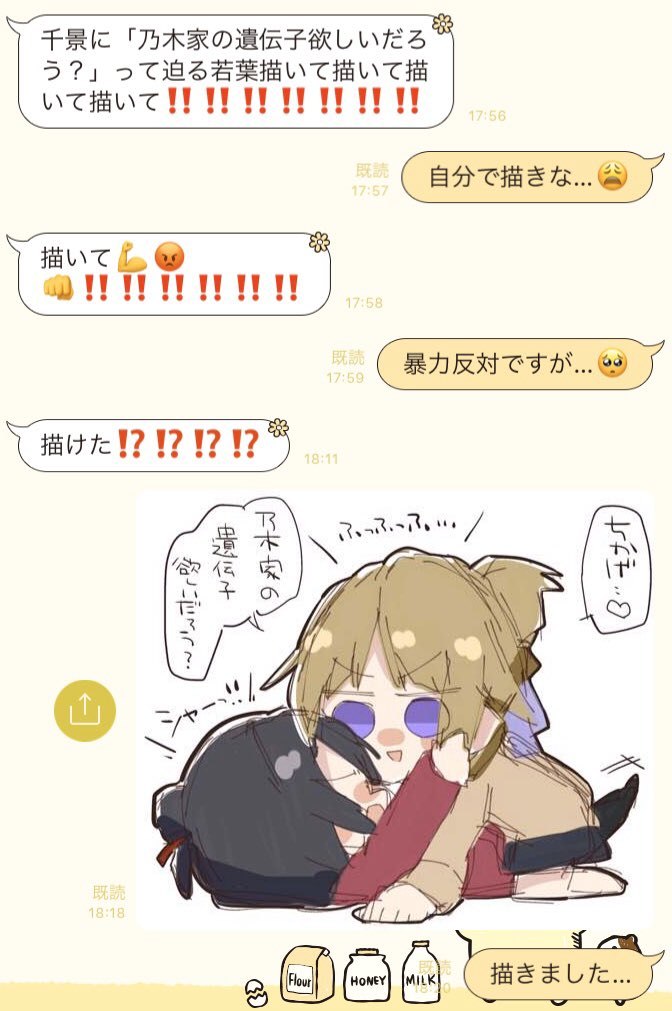 千景に「乃木家の遺伝子欲しいだろ
う？」って迫る若葉描いて描いて描
いて描いて‼️‼️‼️‼️‼️‼️‼️
17:56
既読
17:57
自分で描きな...😩
描いて💪😡
👊‼️‼️‼️‼️‼️‼️
17:58
既読
17:59
暴力反対ですが...🥺
描けた⁉️⁉️⁉️⁉️
18:11
ちかげ…♡
ふっふっふ…
乃木家の
遺伝子
欲しいだろう？
シャーッ…!
既読
18:18
Flour
HONEY
MILK
既読
18:20
描きました...